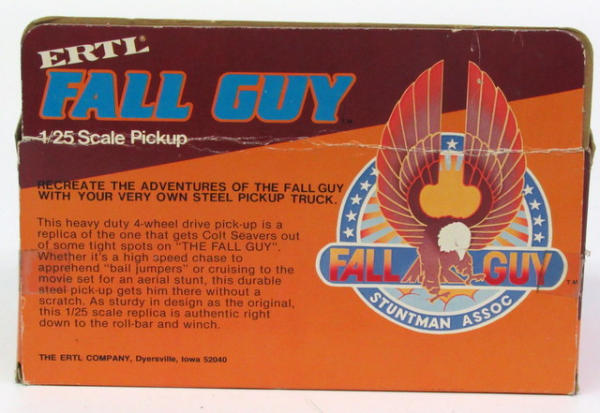 ERTL®
FALL GUY™
1/25 Scale Pickup
RECREATE THE ADVENTURES OF THE FALL GUY
WITH YOUR VERY OWN STEEL PICKUP TRUCK.
This heavy duty 4-wheel drive pick-up is a
replica of the one that gets Colt Seavers out
of some tight spots on "THE FALL GUY".
Whether it's a high speed chase to
apprehend "bail jumpers" or cruising to the
movie set for an aerial stunt, this durable
steel pick-up gets him there without a
scratch. As sturdy in design as the original,
this 1/25 scale replica is authentic right
down to the roll-bar and winch.
THE ERTL COMPANY, Dyersville, Iowa 52040
FALL GUY™
STUNTMAN ASSOC